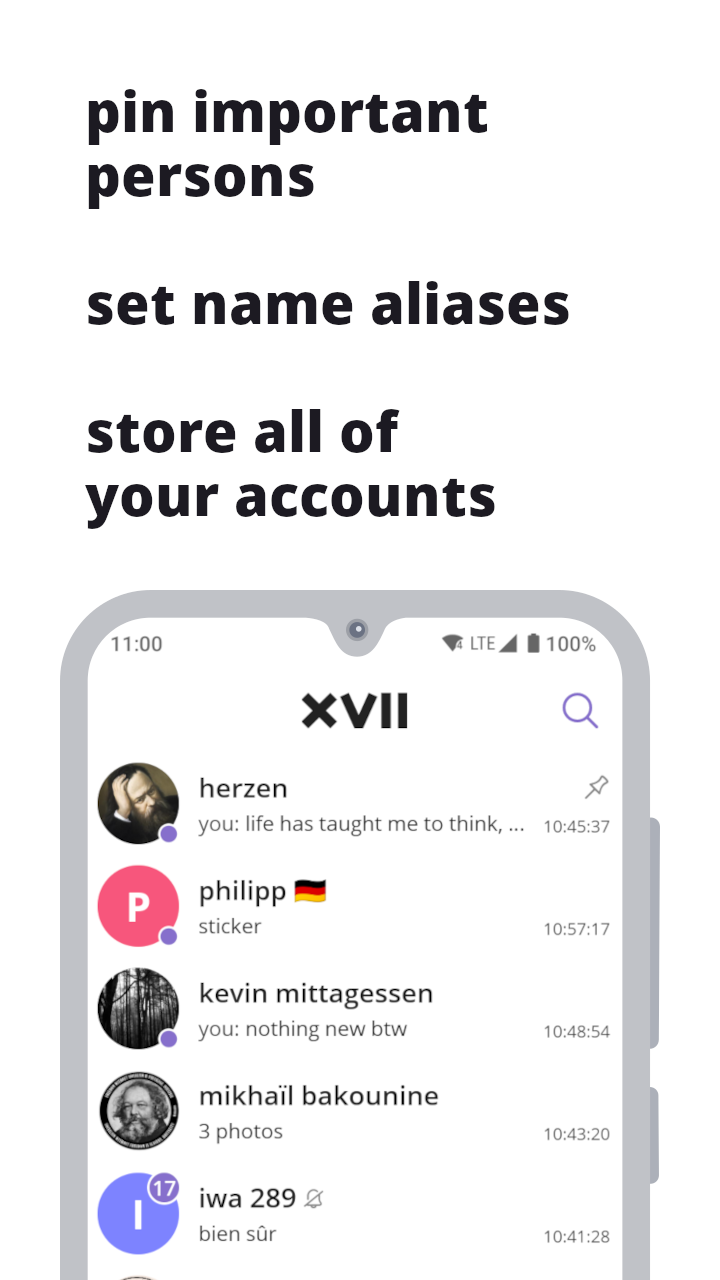 pin important
persons
set name aliases
store all of
your accounts
11:00 4 LTE 100%
XVII
herzen
you: life has taught me to think, ... 10:45:37
P philipp 🇩🇪
sticker 10:57:17
kevin mittagessen
you: nothing new btw 10:48:54
mikhaïl bakounine
3 photos 10:43:20
I 17 iwa 289
bien sûr 10:41:28